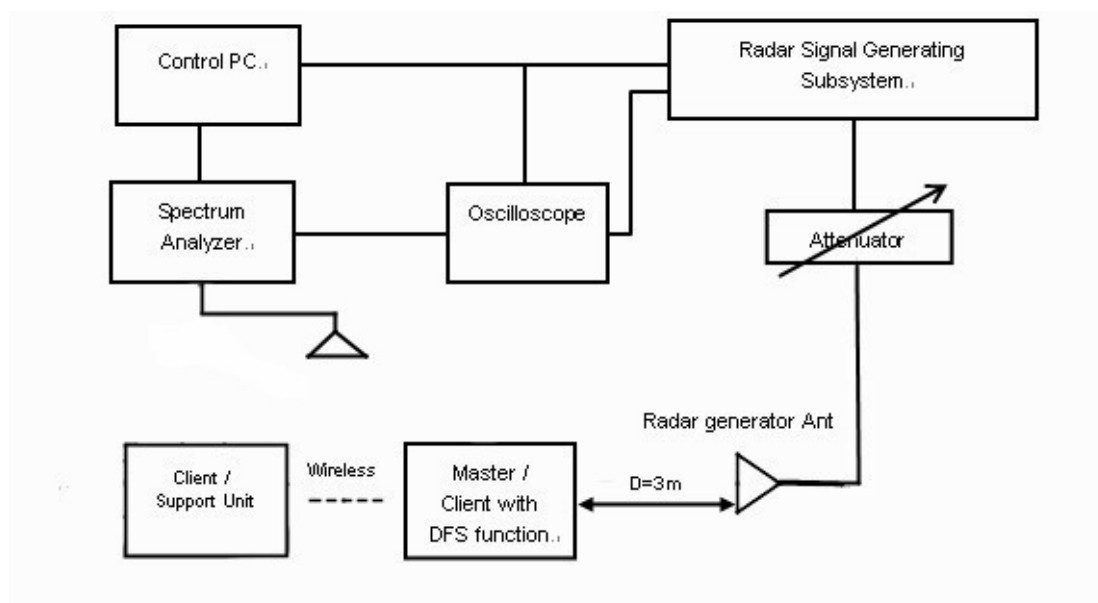 Control PC.
Radar Signal Generating
Subsystem.
Spectrum
Analyzer.
Oscilloscope
Attenuator
Radar generator Ant
Client /
Support Unit
Wireless
Master /
Client with
DFS function.
D=3m